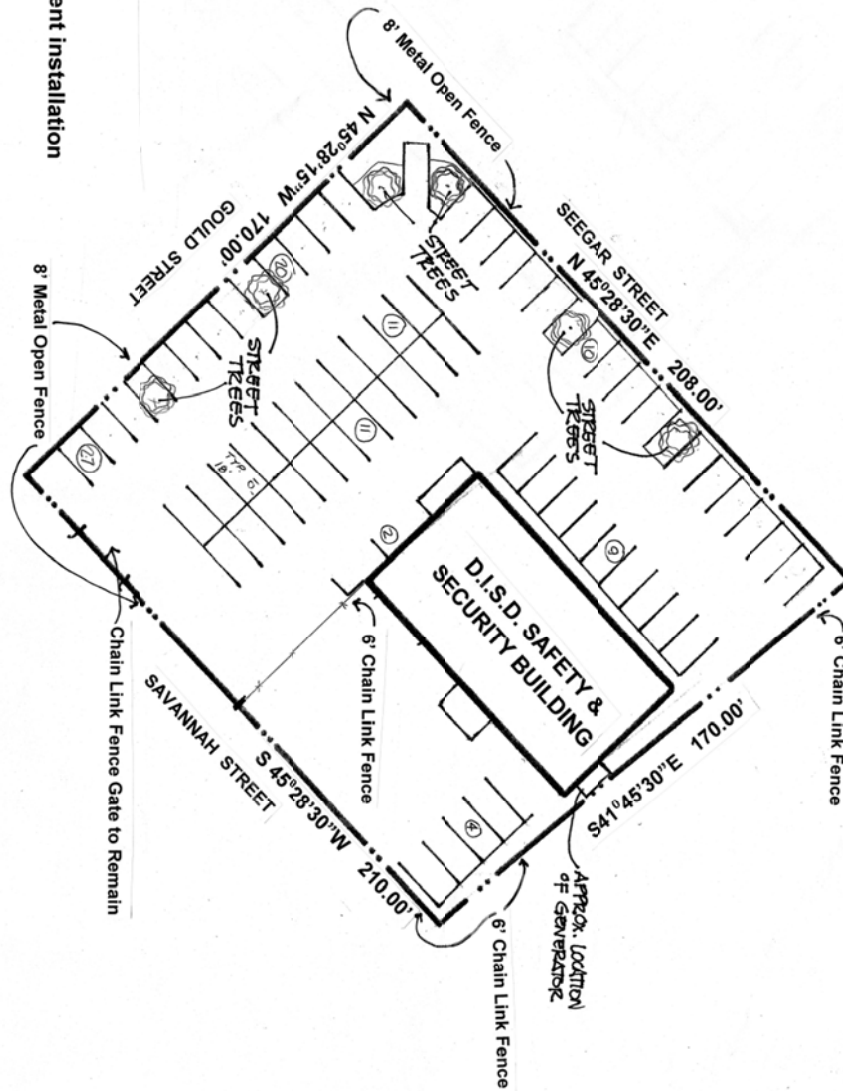 ent installation
8' Metal Open Fence
N 45°28'15"W 170.00'
GOULD STREET
SEEGAR STREET
N 45°28'30"E 208.00'
STREET
TREES
20
11
10
STREET
TREES
STREET
TREES
11
TYP.
18'
8' Metal Open Fence
2
9
6' Chain Link Fence
D.I.S.D. SAFETY &
SECURITY BUILDING
S41°45'30"E 170.00'
6' Chain Link Fence
SAVANNAH STREET
S 45°28'30"W 210.00'
Chain Link Fence Gate to Remain
4
APPROX. LOCATION
OF GENERATOR
6' Chain Link Fence